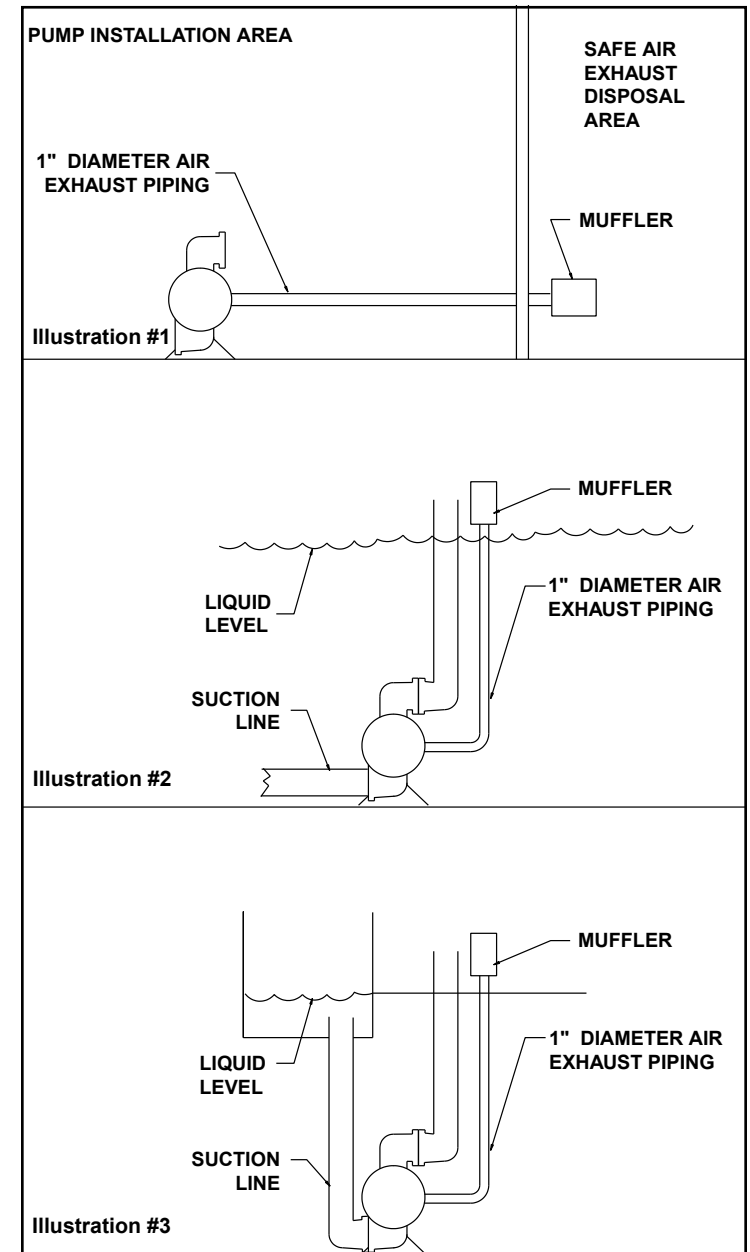 PUMP INSTALLATION AREA
SAFE AIR
EXHAUST
DISPOSAL
AREA
1" DIAMETER AIR
EXHAUST PIPING
MUFFLER
Illustration #1
MUFFLER
LIQUID
LEVEL
1" DIAMETER AIR
EXHAUST PIPING
SUCTION
LINE
Illustration #2
MUFFLER
LIQUID
LEVEL
1" DIAMETER AIR
EXHAUST PIPING
SUCTION
LINE
Illustration #3